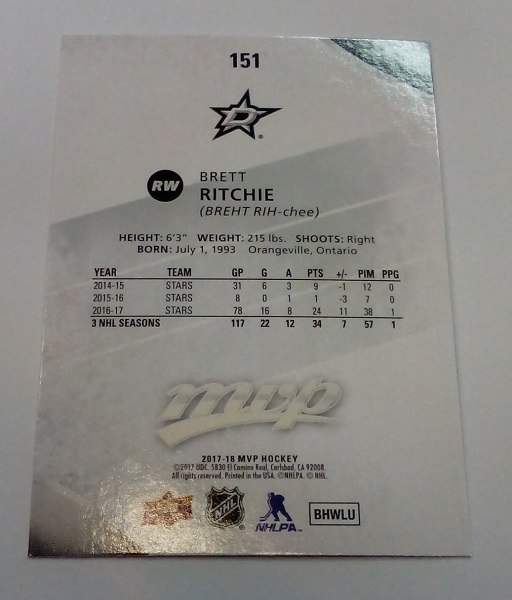 151
D
RW
BRETT
RITCHIE
(BREHT RIH-chee)
HEIGHT: 6'3" WEIGHT: 215 lbs. SHOOTS: Right
BORN: July 1, 1993 Orangeville, Ontario
YEAR TEAM GP G A PTS +/- PIM PPG
2014-15 STARS 31 6 3 9 -1 12 0
2015-16 STARS 8 0 1 1 -3 7 0
2016-17 STARS 78 16 8 24 11 38 1
3 NHL SEASONS 117 22 12 34 7 57 1
mvp
2017-18 MVP HOCKEY
©2017 UDC. 5830 El Camino Real, Carlsbad, CA 92008.
All rights reserved. Printed in the USA. ©NHLPA. © NHL.
NHL
NHLPA
BHWLU